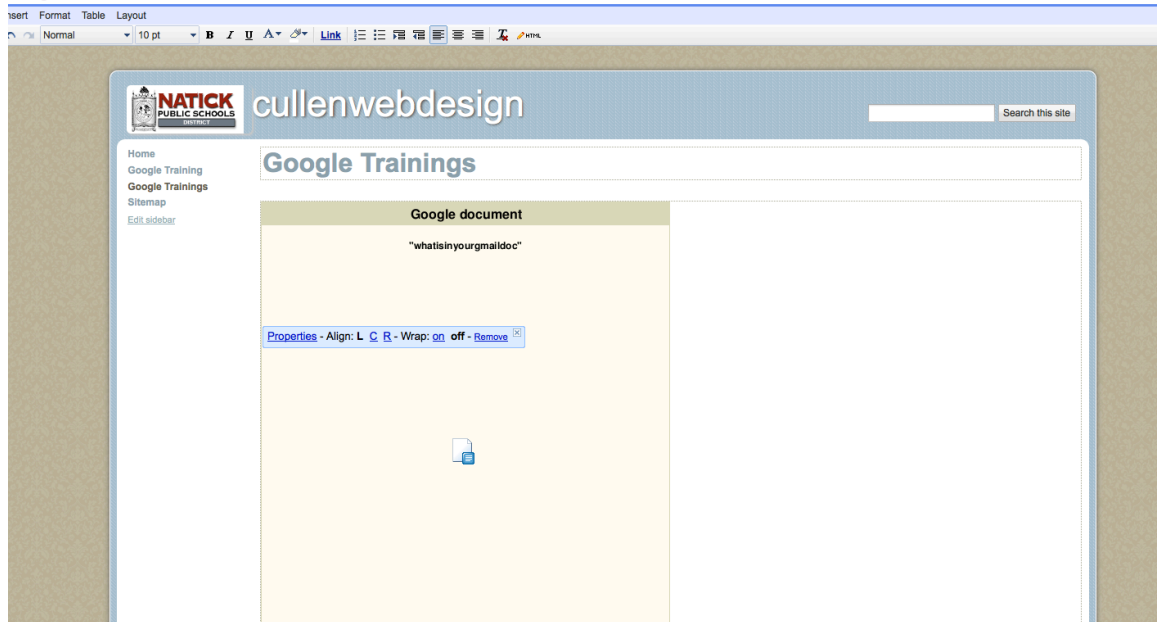 nsert Format Table Layout
Normal 10 pt B I U A Link HTML
NATICK
PUBLIC SCHOOLS
DISTRICT
cullenwebdesign
Search this site
Home
Google Training
Google Trainings
Sitemap
Edit sidebar
Google Trainings
Google document
"whatisinyourgmaildoc"
Properties - Align: L C R - Wrap: on off - Remove